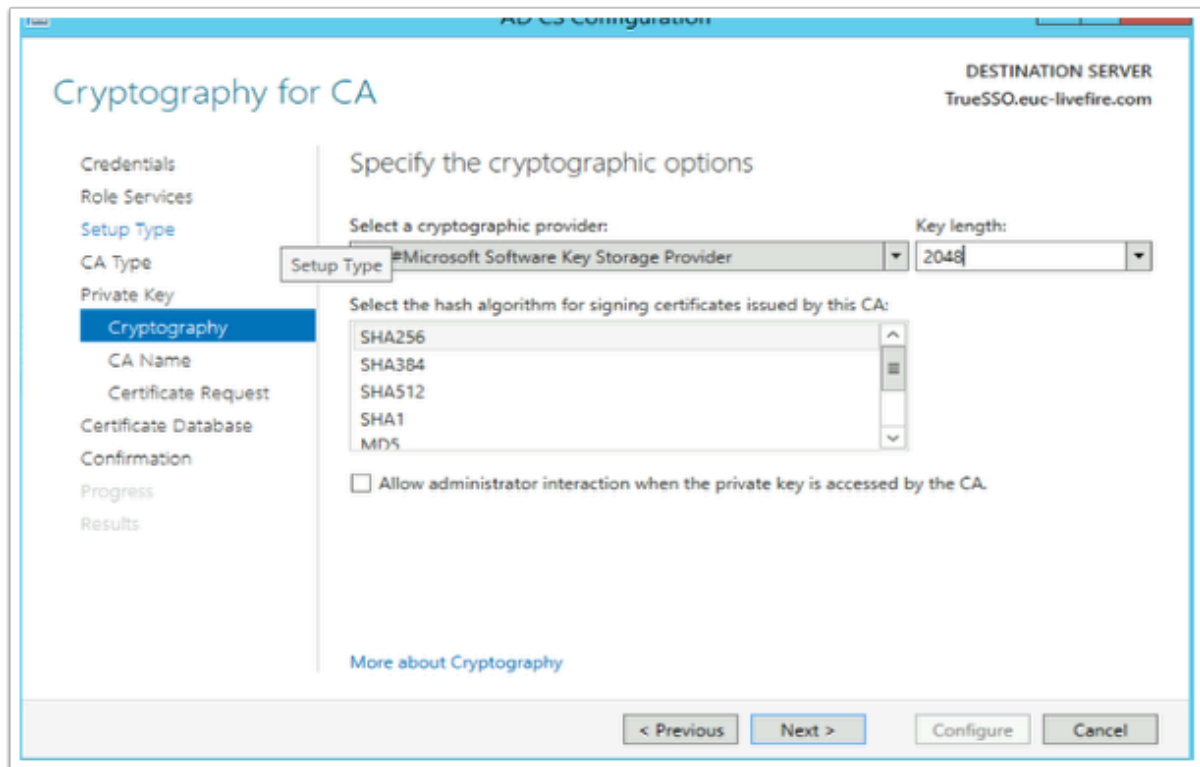 AD CS Configuration
Cryptography for CA
DESTINATION SERVER
TrueSSO.euc-livefire.com
Credentials
Role Services
Setup Type
CA Type
Private Key
Cryptography
CA Name
Certificate Request
Certificate Database
Confirmation
Progress
Results
Setup Type
Specify the cryptographic options
Select a cryptographic provider:
#Microsoft Software Key Storage Provider
Key length:
2048
Select the hash algorithm for signing certificates issued by this CA:
SHA256
SHA384
SHA512
SHA1
MD5
Allow administrator interaction when the private key is accessed by the CA.
More about Cryptography
< Previous
Next >
Configure
Cancel